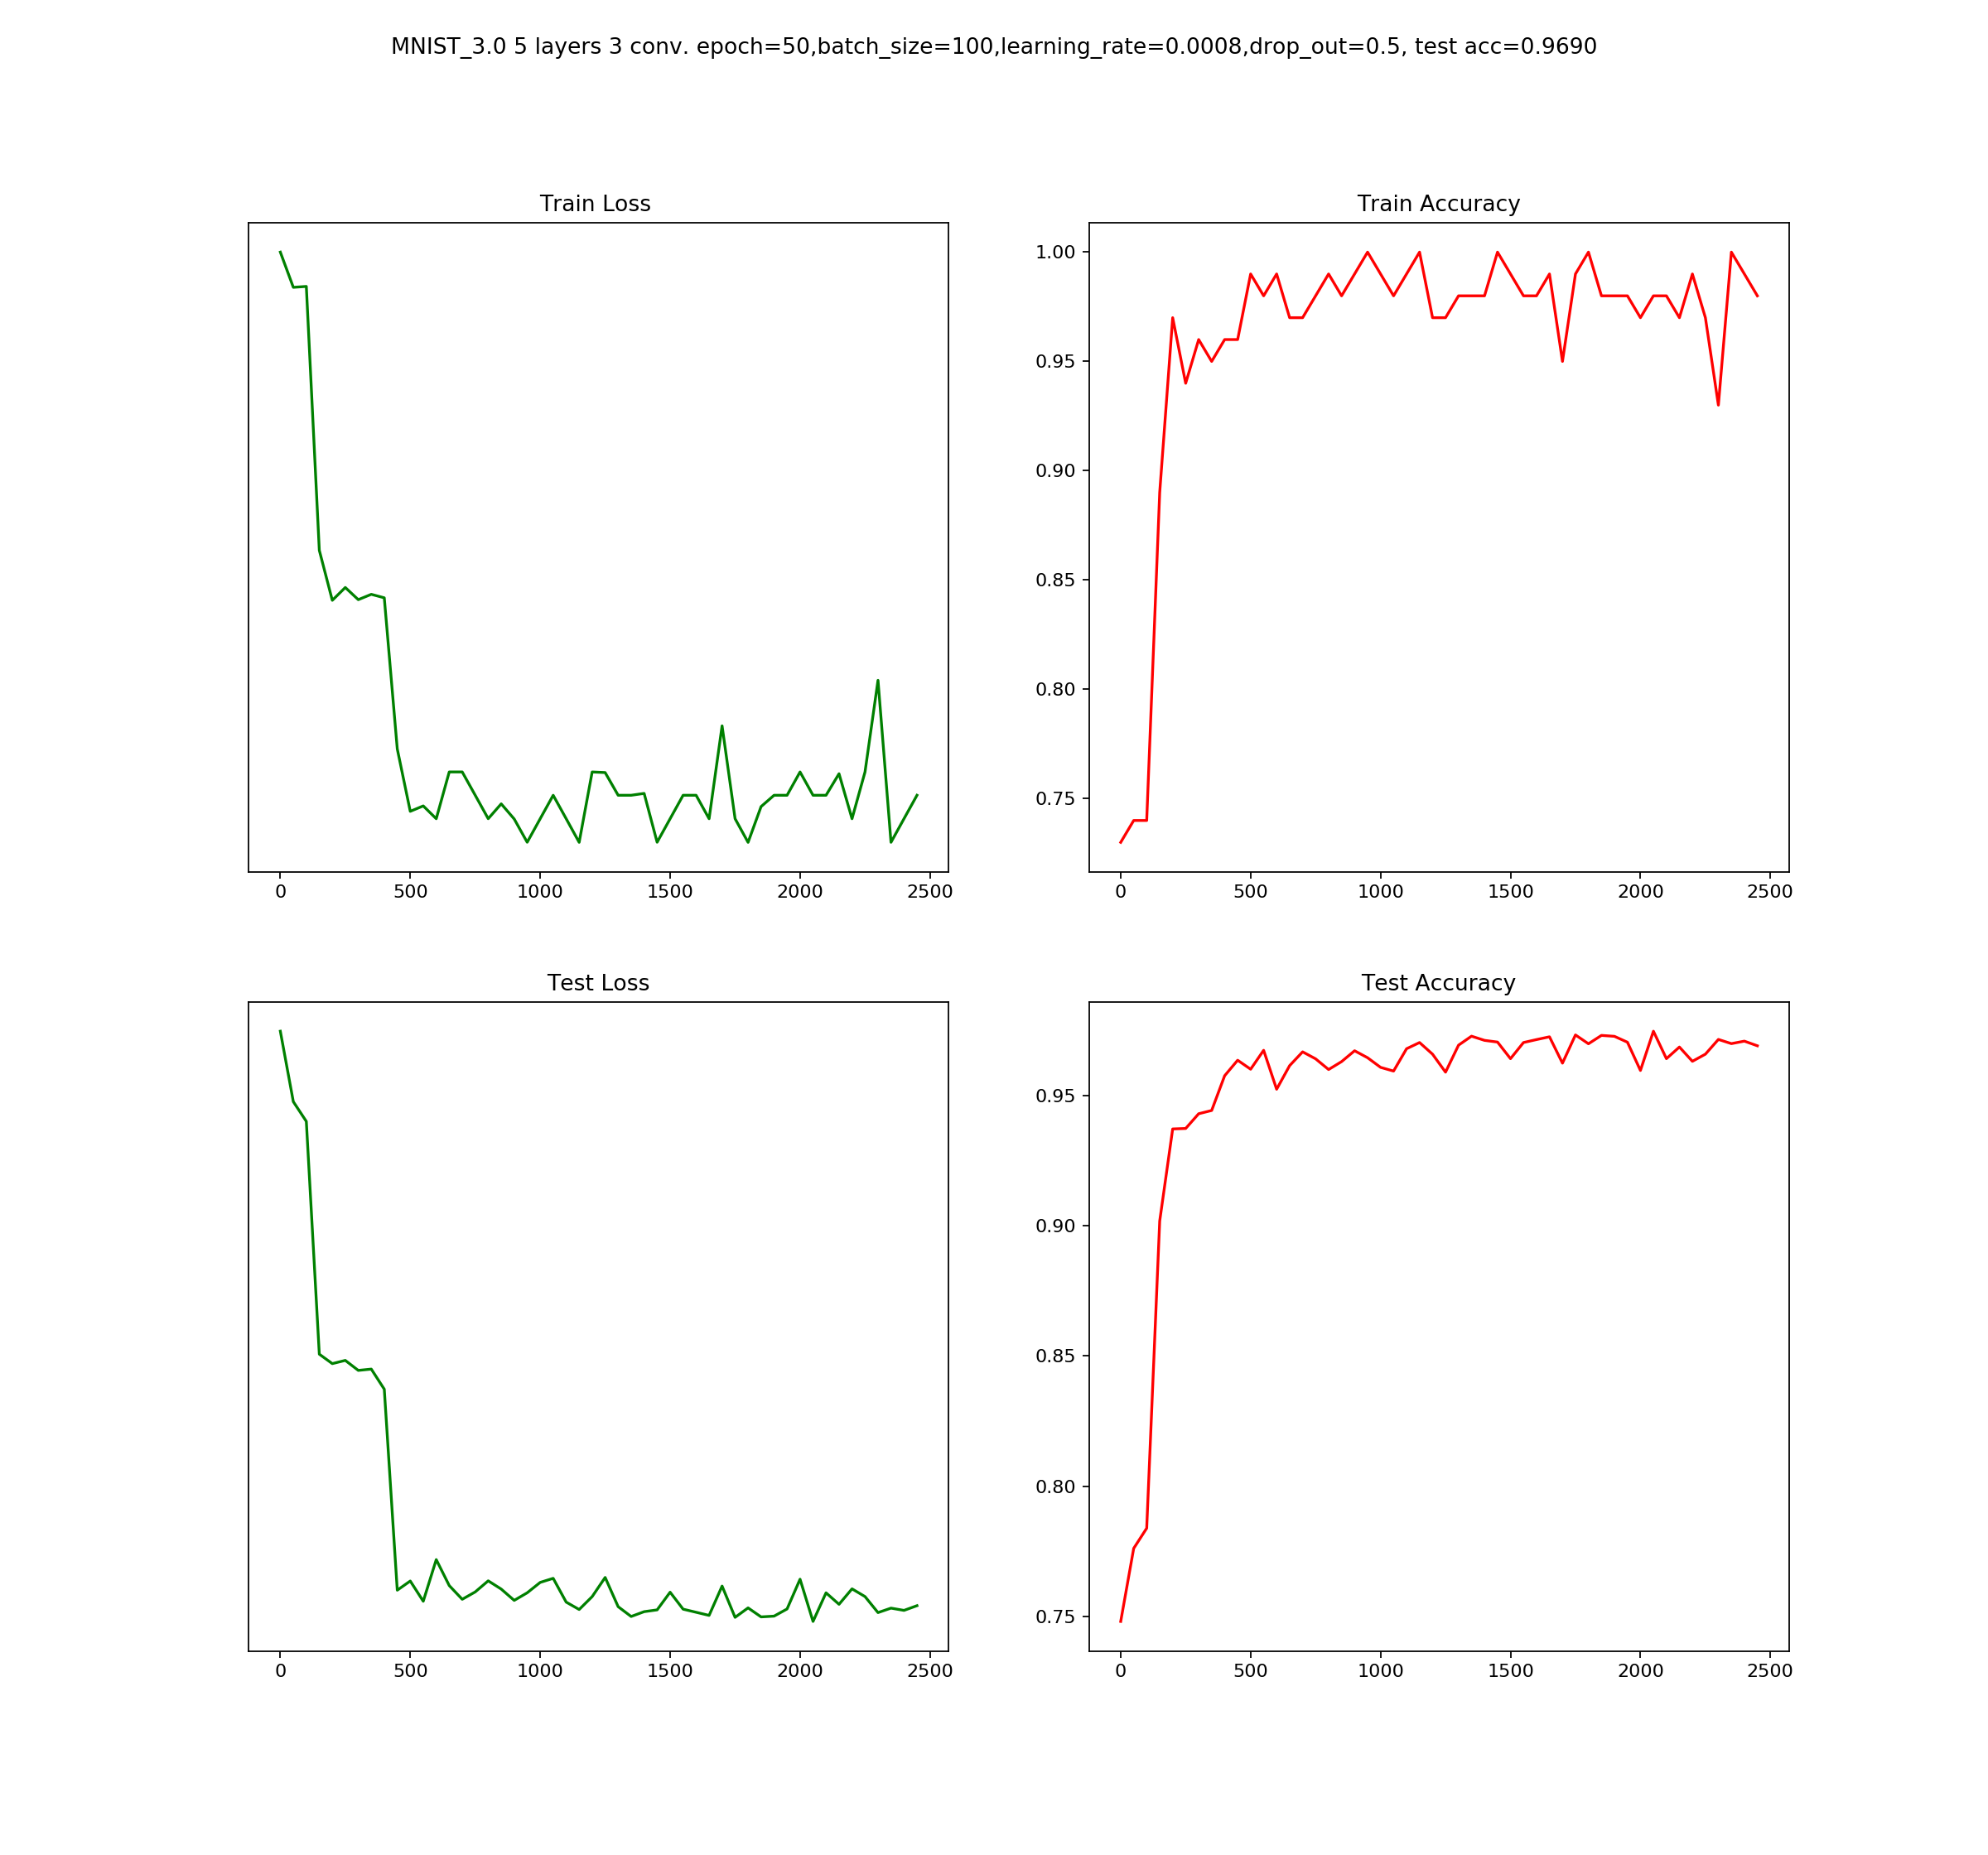 MNIST_3.0 5 layers 3 conv. epoch=50,batch_size=100,learning_rate=0.0008,drop_out=0.5, test acc=0.9690
Train Loss
0 500 1000 1500 2000 2500
Train Accuracy
1.00
0.95
0.90
0.85
0.80
0.75
0 500 1000 1500 2000 2500
Test Loss
0 500 1000 1500 2000 2500
Test Accuracy
0.95
0.90
0.85
0.80
0.75
0 500 1000 1500 2000 2500